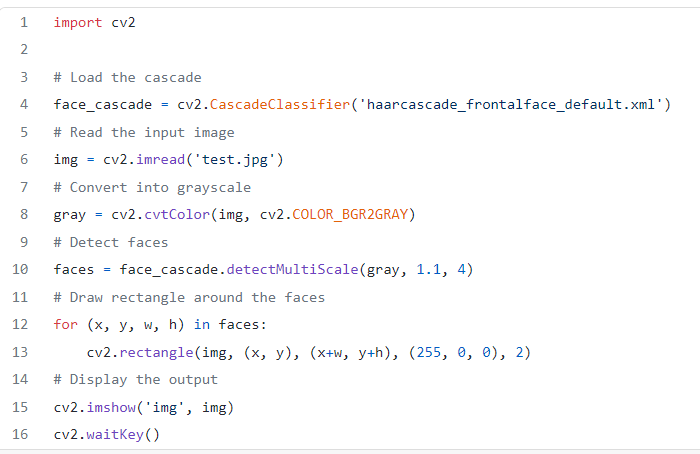 1 import cv2
2
3 # Load the cascade
4 face_cascade = cv2.CascadeClassifier('haarcascade_frontalface_default.xml')
5 # Read the input image
6 img = cv2.imread('test.jpg')
7 # Convert into grayscale
8 gray = cv2.cvtColor(img, cv2.COLOR_BGR2GRAY)
9 # Detect faces
10 faces = face_cascade.detectMultiScale(gray, 1.1, 4)
11 # Draw rectangle around the faces
12 for (x, y, w, h) in faces:
13     cv2.rectangle(img, (x, y), (x+w, y+h), (255, 0, 0), 2)
14 # Display the output
15 cv2.imshow('img', img)
16 cv2.waitKey()